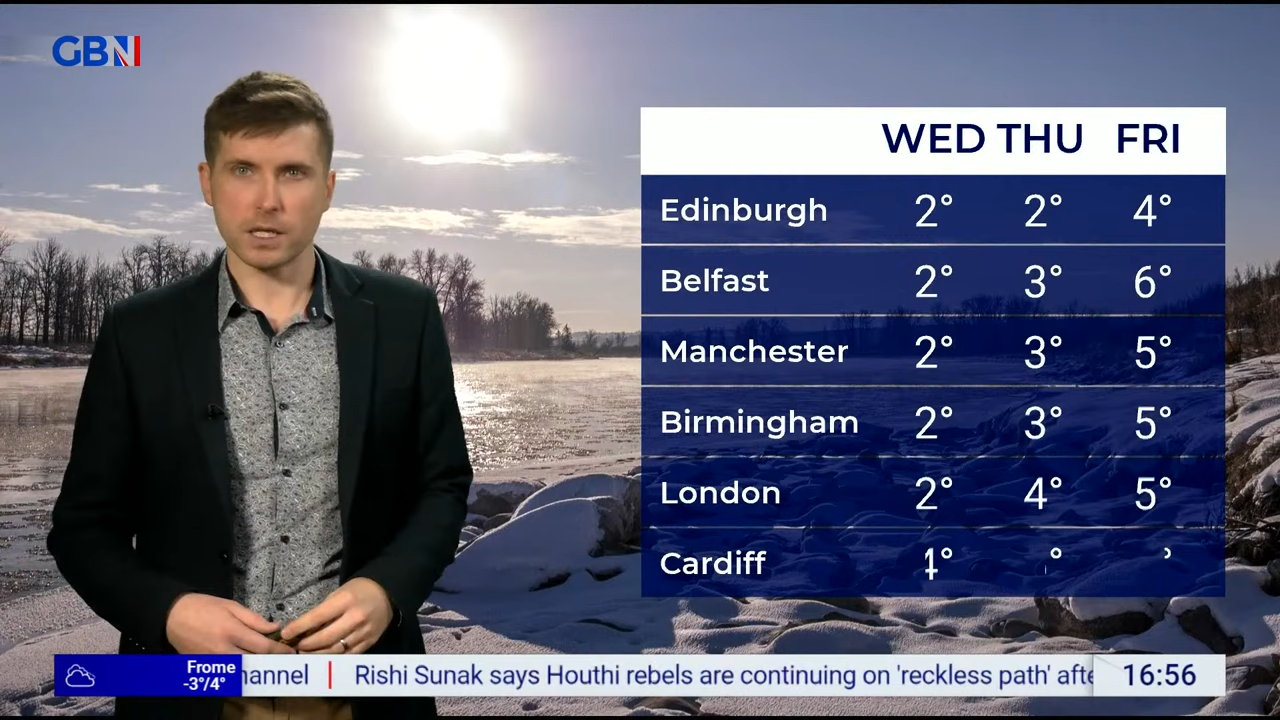 GBN
WED THU FRI
Edinburgh 2° 2° 4°
Belfast 2° 3° 6°
Manchester 2° 3° 5°
Birmingham 2° 3° 5°
London 2° 4° 5°
Cardiff
Frome
-3°/4°
hannel | Rishi Sunak says Houthi rebels are continuing on 'reckless path' afte
16:56